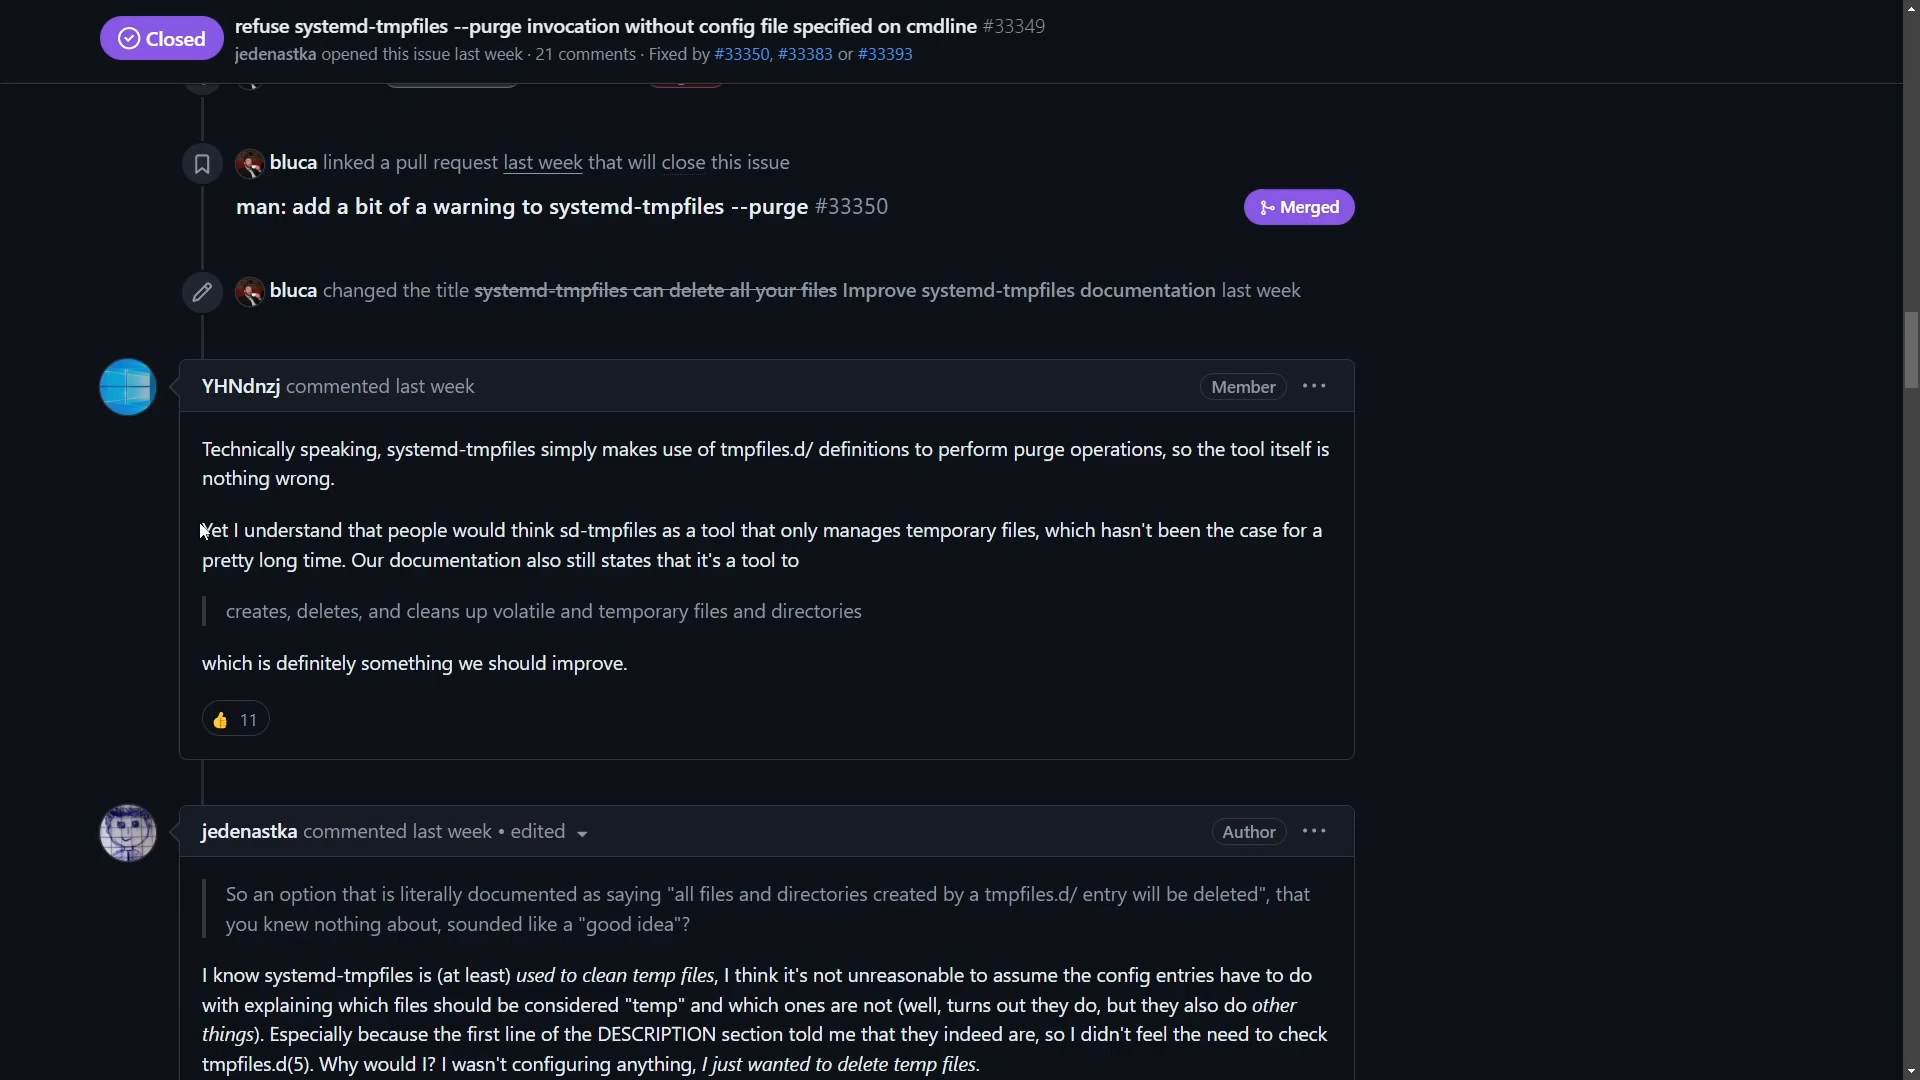 Closed
refuse systemd-tmpfiles --purge invocation without config file specified on cmdline #33349
jedenastka opened this issue last week · 21 comments · Fixed by #33350, #33383 or #33393
bluca linked a pull request last week that will close this issue
man: add a bit of a warning to systemd-tmpfiles --purge #33350
Merged
bluca changed the title systemd-tmpfiles can delete all your files Improve systemd-tmpfiles documentation last week
YHNdnzj commented last week
Member
Technically speaking, systemd-tmpfiles simply makes use of tmpfiles.d/ definitions to perform purge operations, so the tool itself is
nothing wrong.
Yet I understand that people would think sd-tmpfiles as a tool that only manages temporary files, which hasn't been the case for a
pretty long time. Our documentation also still states that it's a tool to
creates, deletes, and cleans up volatile and temporary files and directories
which is definitely something we should improve.
👍 11
jedenastka commented last week • edited
Author
So an option that is literally documented as saying "all files and directories created by a tmpfiles.d/ entry will be deleted", that
you knew nothing about, sounded like a "good idea"?
I know systemd-tmpfiles is (at least) used to clean temp files, I think it's not unreasonable to assume the config entries have to do
with explaining which files should be considered "temp" and which ones are not (well, turns out they do, but they also do other
things). Especially because the first line of the DESCRIPTION section told me that they indeed are, so I didn't feel the need to check
tmpfiles.d(5). Why would I? I wasn't configuring anything, I just wanted to delete temp files.